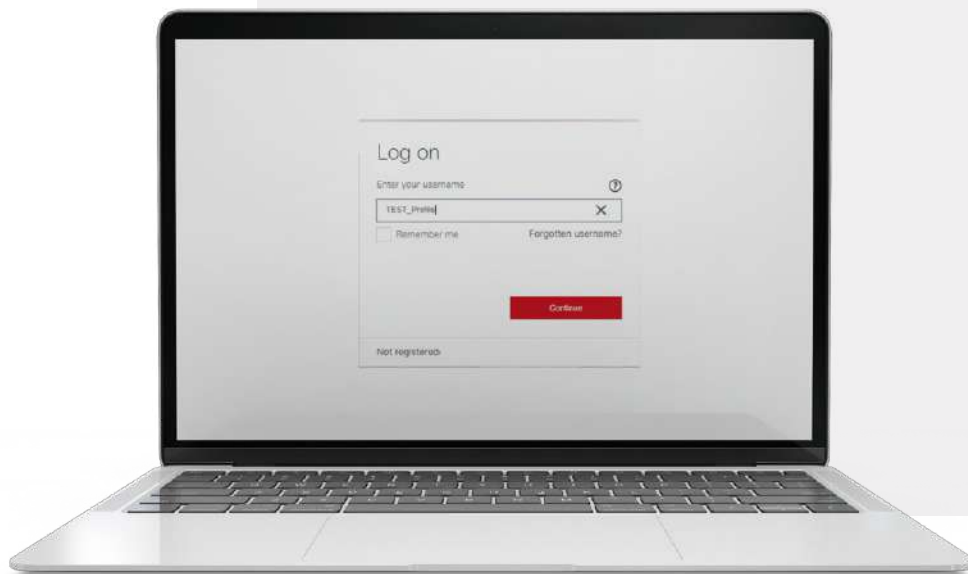 Log on
Enter your username
TEST_Profile
Remember me Forgotten username?
Continue
Not registered?